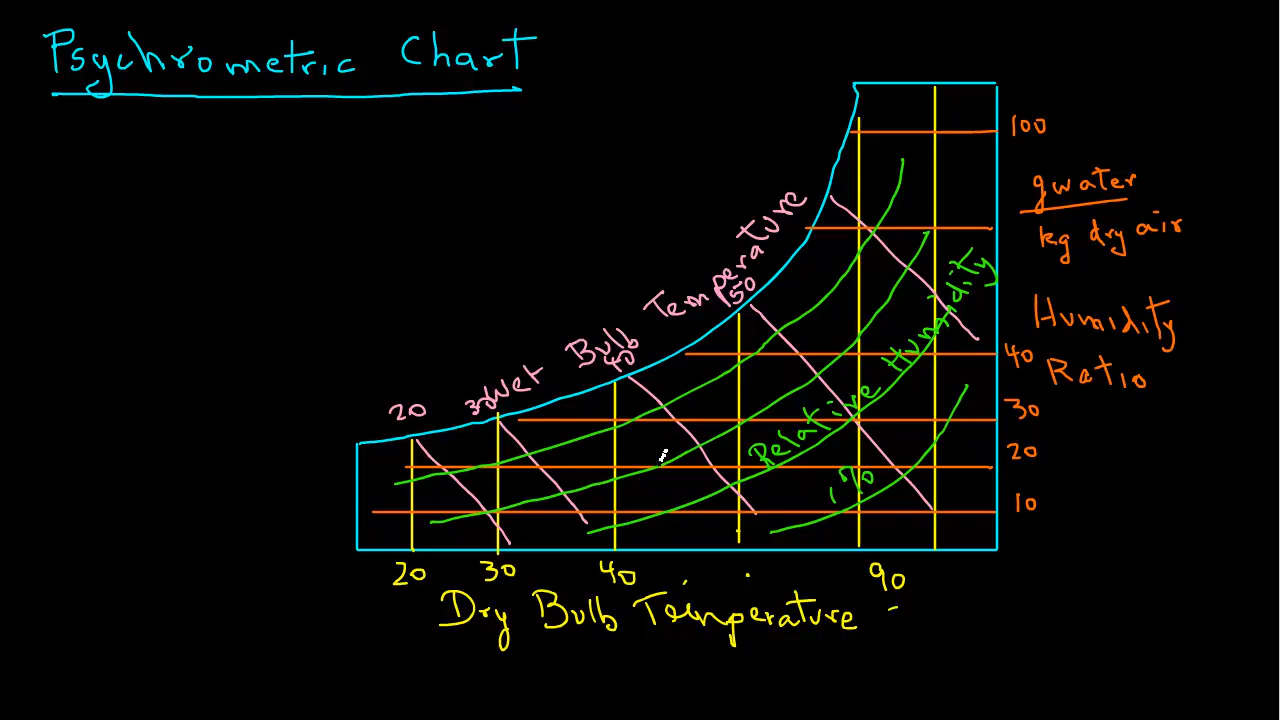 Psychrometric Chart
100
g water
kg dry air
Humidity
Ratio
40
30
20
10
Wet Bulb Temperature
20
30
40
50
Relative Humidity
20
30
40
90
Dry Bulb Temperature